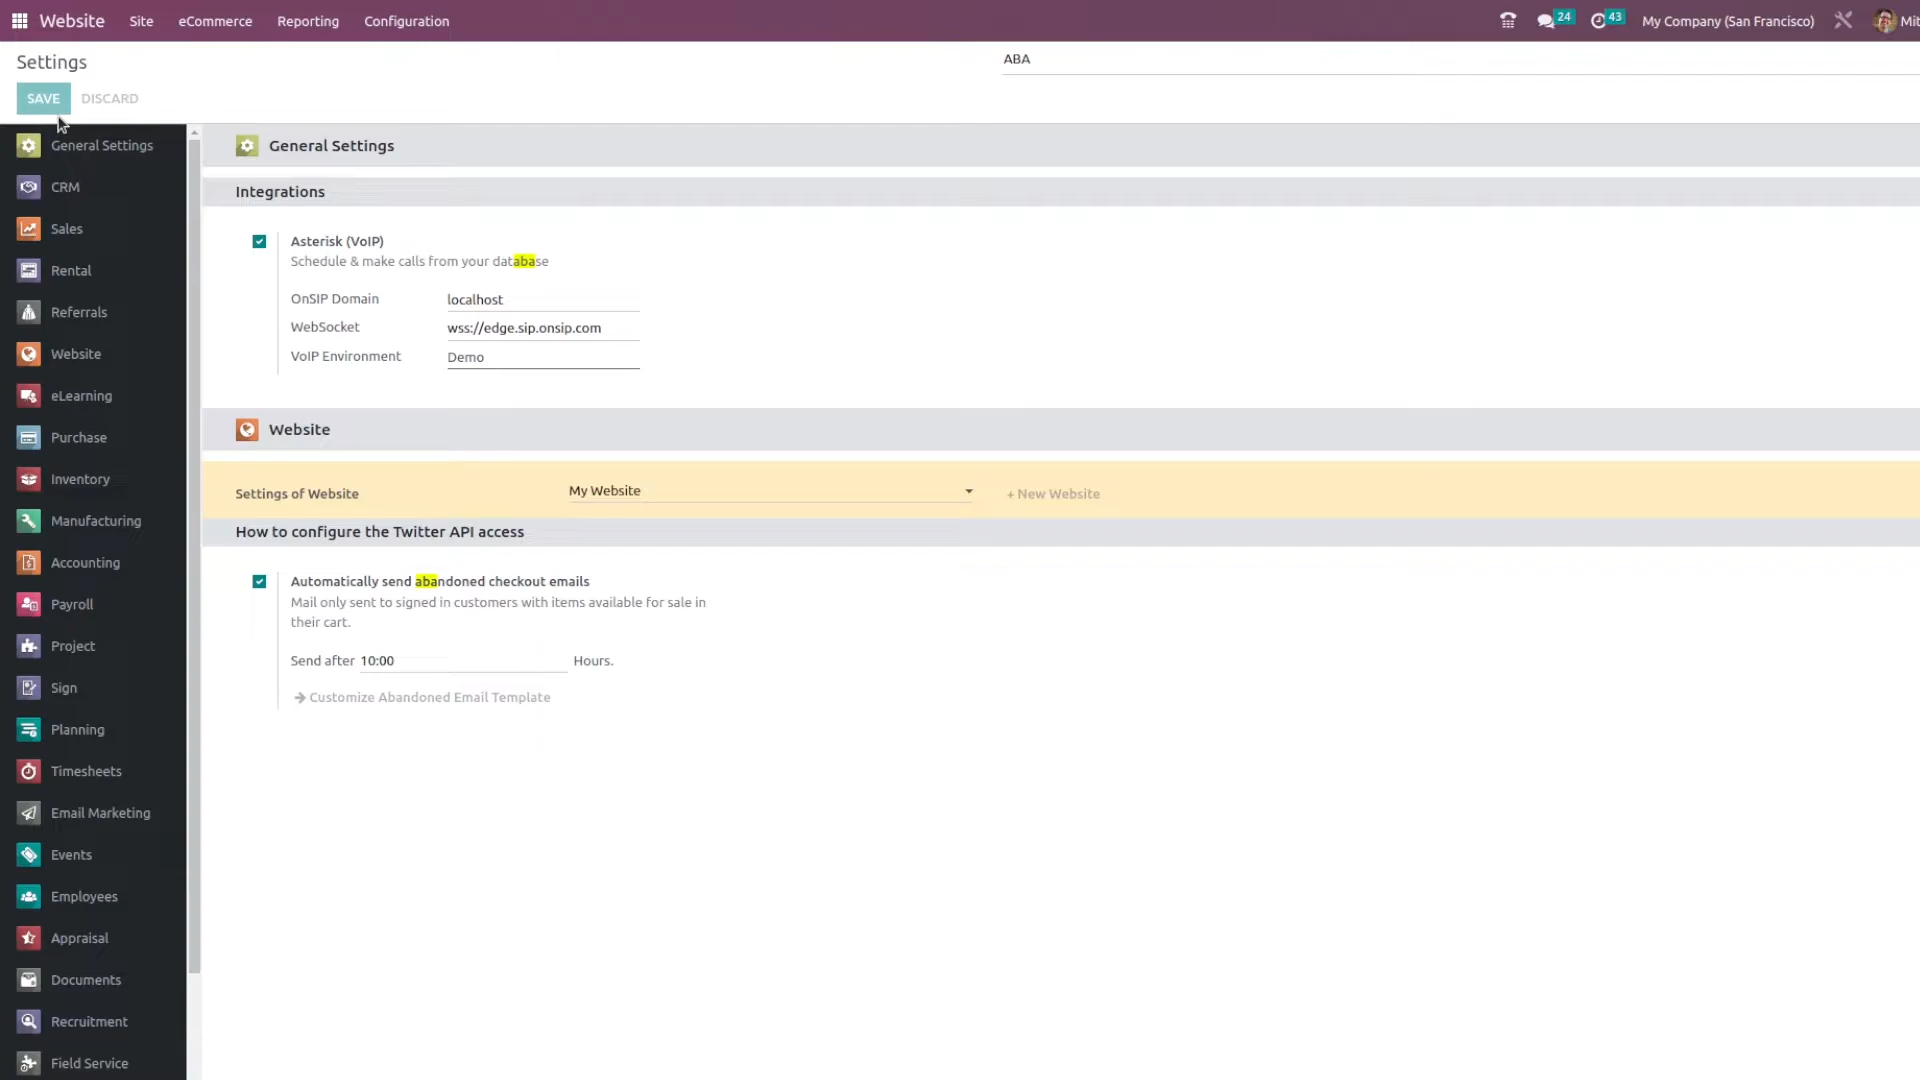 Website Site eCommerce Reporting Configuration 24 43 My Company (San Francisco) Mit
Settings
ABA
SAVE DISCARD
General Settings
CRM
Sales
Rental
Referrals
Website
eLearning
Purchase
Inventory
Manufacturing
Accounting
Payroll
Project
Sign
Planning
Timesheets
Email Marketing
Events
Employees
Appraisal
Documents
Recruitment
Field Service
General Settings
Integrations
Asterisk (VoIP)
Schedule & make calls from your database
OnSIP Domain localhost
WebSocket wss://edge.sip.onsip.com
VoIP Environment Demo
Website
Settings of Website My Website + New Website
How to configure the Twitter API access
Automatically send abandoned checkout emails
Mail only sent to signed in customers with items available for sale in
their cart.
Send after 10:00 Hours.
Customize Abandoned Email Template